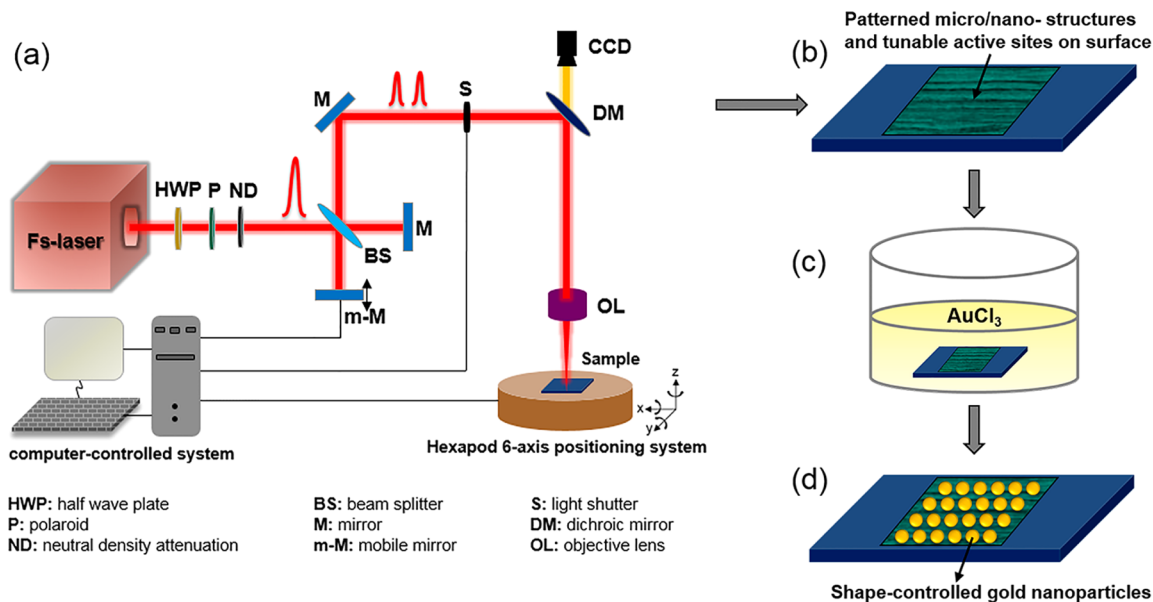 (a)
CCD
M
S
DM
HWP P ND
Fs-laser
M
BS
m-M
OL
Sample
z
x
y
computer-controlled system
Hexapod 6-axis positioning system
HWP: half wave plate
P: polaroid
ND: neutral density attenuation
BS: beam splitter
M: mirror
m-M: mobile mirror
S: light shutter
DM: dichroic mirror
OL: objective lens
(b)
Patterned micro/nano- structures
and tunable active sites on surface
(c)
AuCl₃
(d)
Shape-controlled gold nanoparticles